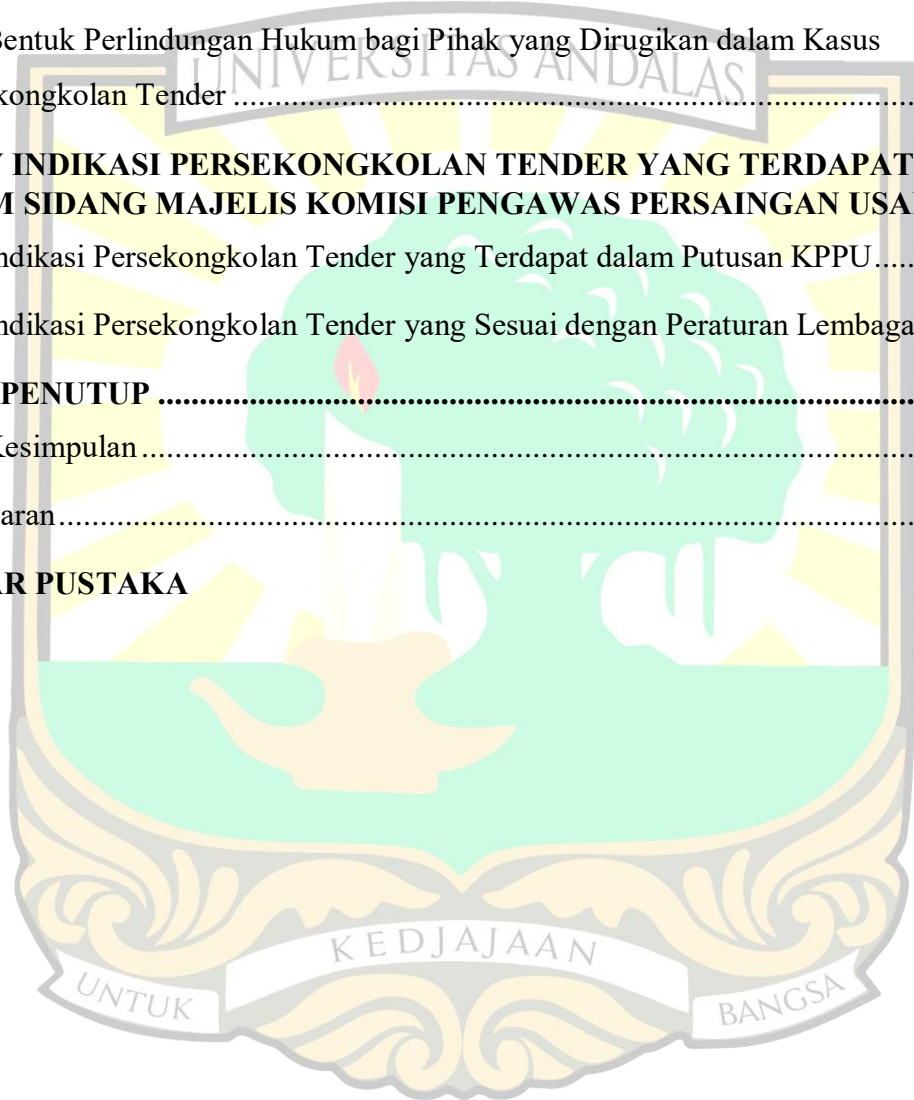 Bentuk Perlindungan Hukum bagi Pihak yang Dirugikan dalam Kasus
UNIVERSITAS ANDALAS
kongkolan Tender ........................................................................
V INDIKASI PERSEKONGKOLAN TENDER YANG TERDAPAT
M SIDANG MAJELIS KOMISI PENGAWAS PERSAINGAN USA
ndikasi Persekongkolan Tender yang Terdapat dalam Putusan KPPU......
ndikasi Persekongkolan Tender yang Sesuai dengan Peraturan Lembaga
PENUTUP ........................................................................
Kesimpulan ........................................................................
aran........................................................................
AR PUSTAKA
KEDJAJAAN
UNTUK
BANGSA